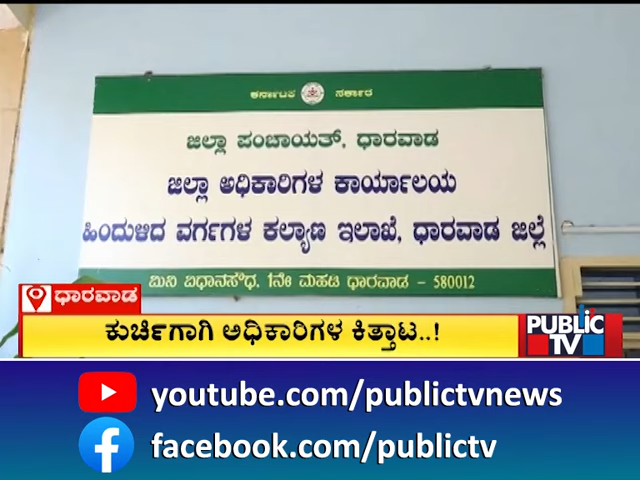 ಕರ್ನಾಟಕ ಸರ್ಕಾರ
ಜಿಲ್ಲಾ ಪಂಚಾಯತ್, ಧಾರವಾಡ
ಜಿಲ್ಲಾ ಅಧಿಕಾರಿಗಳ ಕಾರ್ಯಾಲಯ
ಹಿಂದುಳಿದ ವರ್ಗಗಳ ಕಲ್ಯಾಣ ಇಲಾಖೆ, ಧಾರವಾಡ ಜಿಲ್ಲೆ
ಮಿನಿ ವಿಧಾನಸೌಧ, 1ನೇ ಮಹಡಿ ಧಾರವಾಡ - 580012
ಧಾರವಾಡ
ಕುರ್ಚಿಗಾಗಿ ಅಧಿಕಾರಿಗಳ ಕಿತ್ತಾಟ..!
PUBLiC TV
youtube.com/publictvnews
facebook.com/publictv